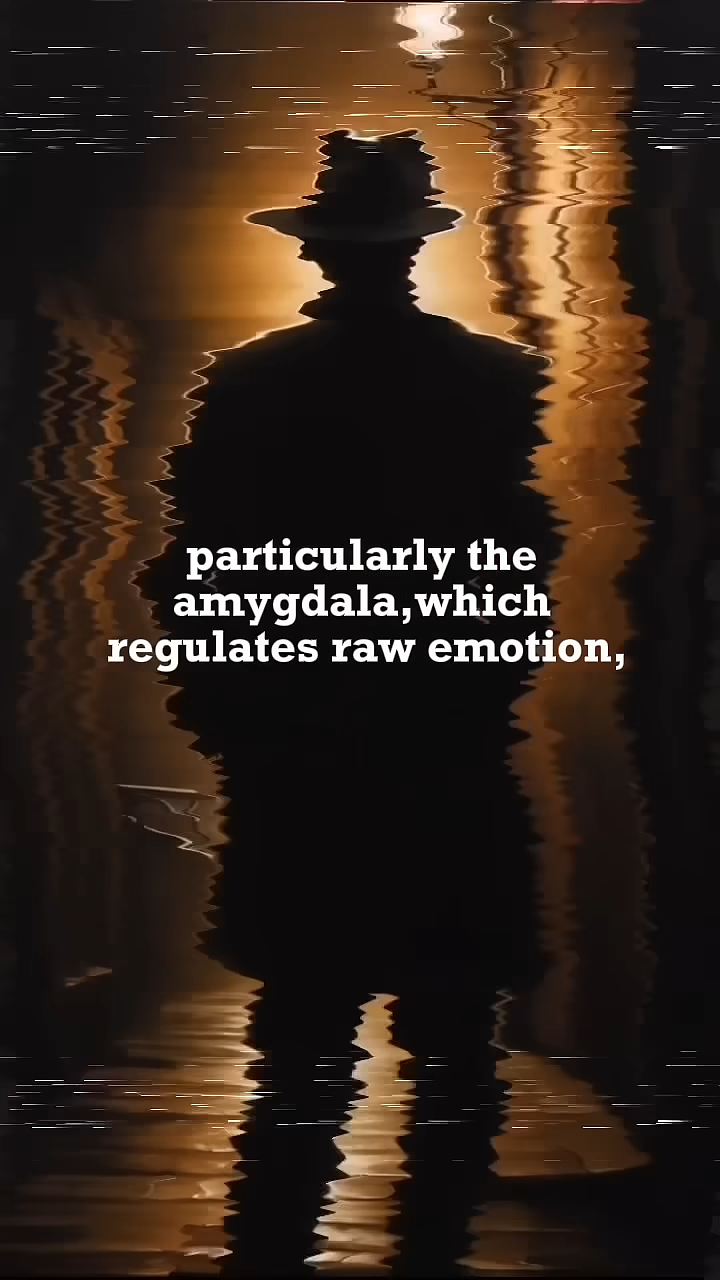 particularly the
amygdala,which
regulates raw emotion,